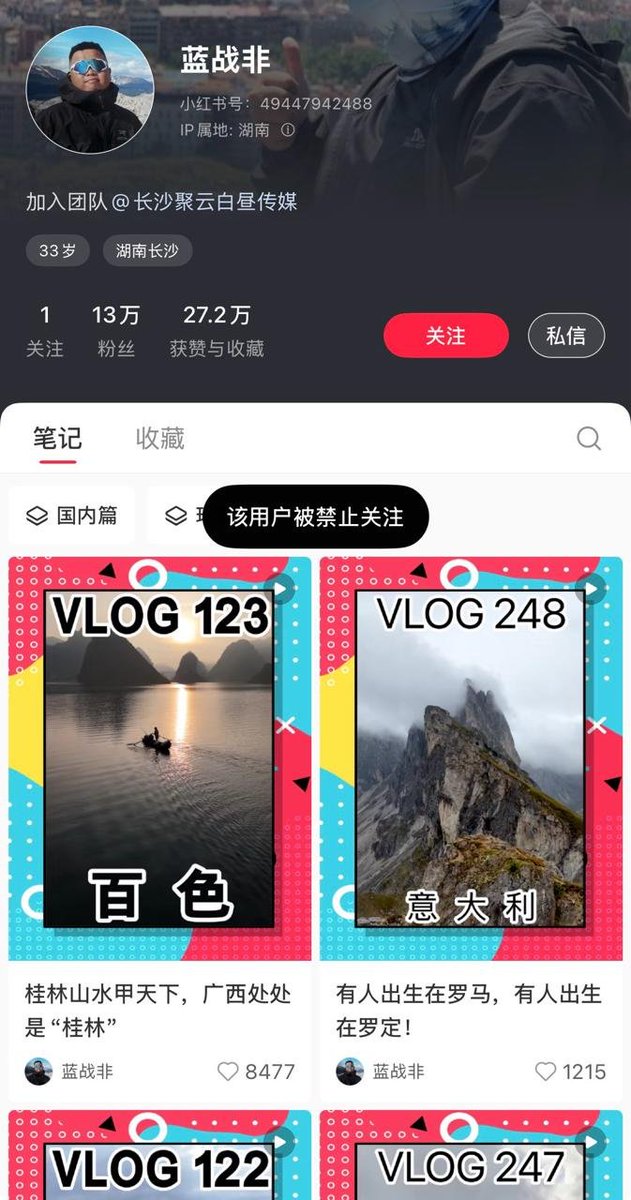 蓝战非
小红书号：49447942488
IP属地: 湖南
加入团队@长沙聚云白昼传媒
33岁 湖南长沙
1 13万 27.2万
关注 粉丝 获赞与收藏
关注 私信
笔记 收藏
国内篇
该用户被禁止关注
VLOG 123
百色
桂林山水甲天下，广西处处
是“桂林”
蓝战非 8477
VLOG 248
意大利
有人出生在罗马，有人出生
在罗定！
蓝战非 1215
VLOG 122
VLOG 247